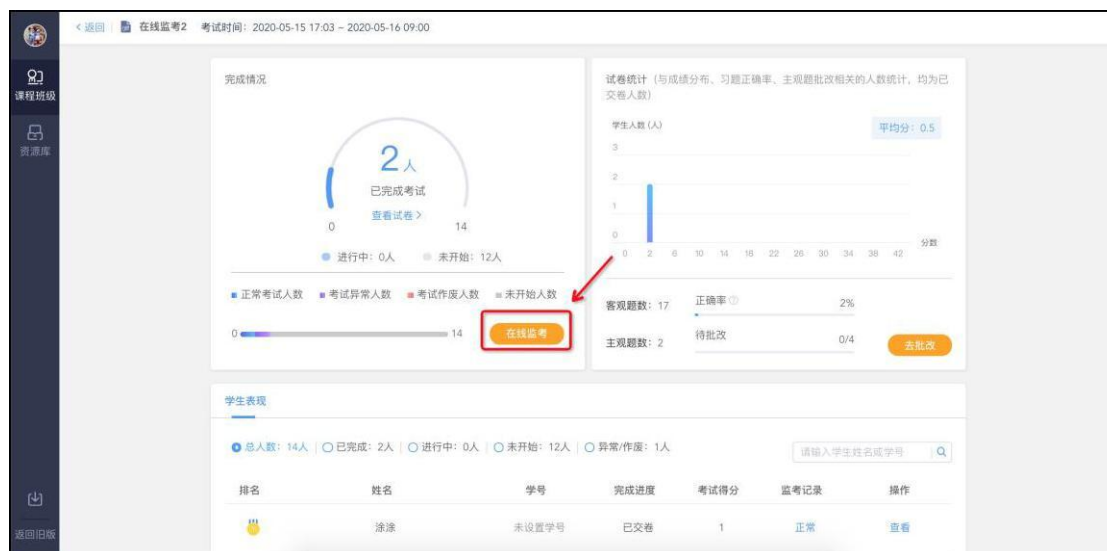 < 返回 在线监考2 考试时间：2020-05-15 17:03 ~ 2020-05-16 09:00
课程班级
资源库
返回旧版
完成情况
2人
已完成考试
查看试卷 >
0 14
进行中：0人 未开始：12人
正常考试人数 考试异常人数 考试作废人数 未开始人数
0 14 在线监考
试卷统计（与成绩分布、习题正确率、主观题批改相关的人数统计，均为已
交卷人数）
学生人数（人） 平均分：0.5
3
2
1
0
分数
0 2 6 10 14 18 22 26 30 34 38 42
客观题数：17 正确率 2%
主观题数：2 待批改 0/4 去批改
学生表现
总人数：14人 已完成：2人 进行中：0人 未开始：12人 异常/作废：1人 请输入学生姓名或学号
排名 姓名 学号 完成进度 考试得分 监考记录 操作
涂涂 未设置学号 已交卷 1 正常 查看